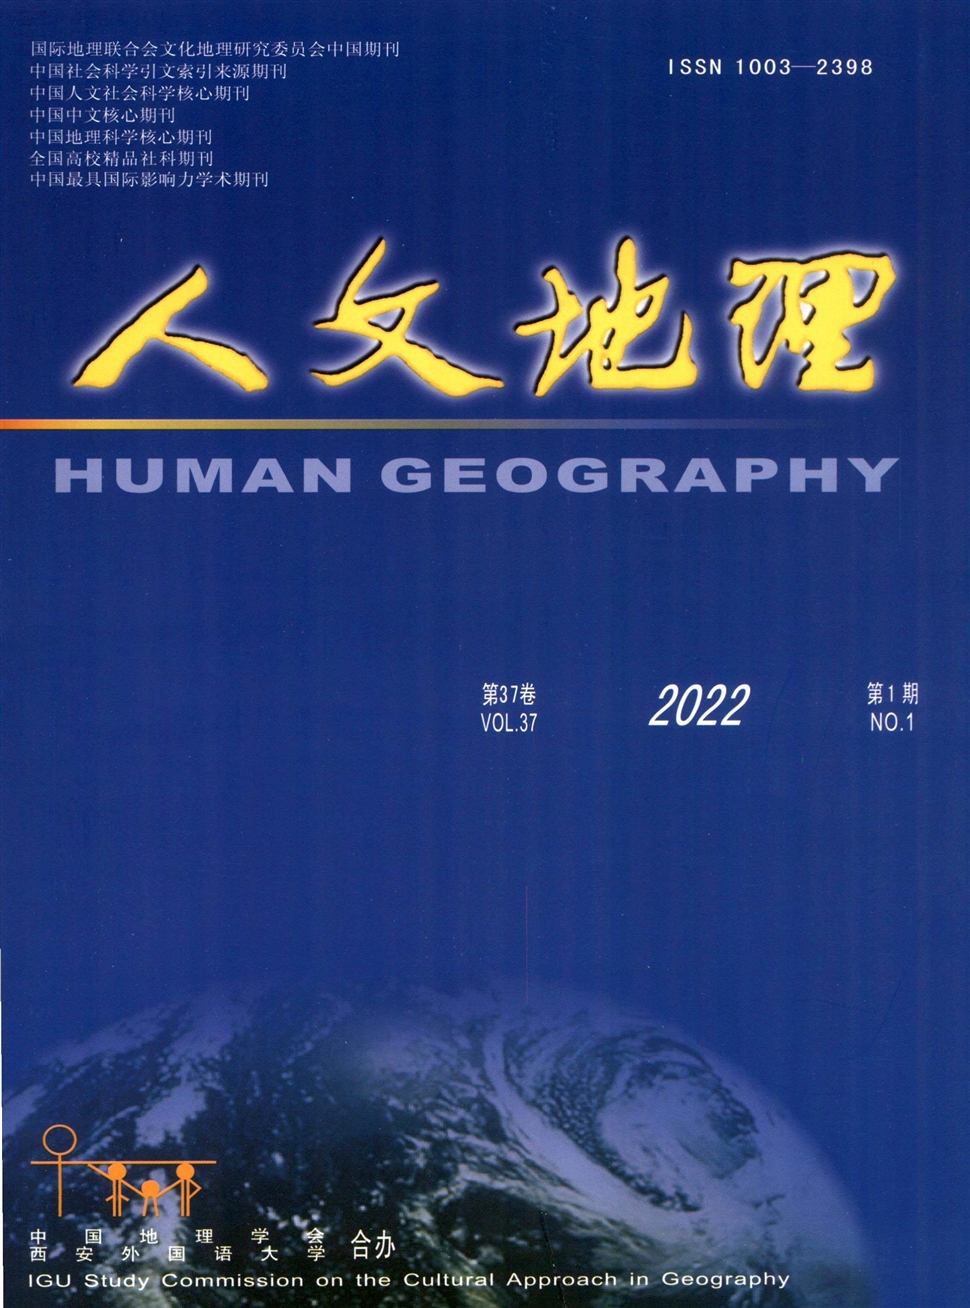 国际地理联合会文化地理研究委员会中国期刊
中国社会科学引文索引来源期刊
中国人文社会科学核心期刊
中国中文核心期刊
中国地理科学核心期刊
全国高校精品社科期刊
中国最具国际影响力学术期刊
ISSN 1003—2398
人文地理
HUMAN GEOGRAPHY
第37卷
VOL.37
2022
第1期
NO.1
中国地理学会
西安外国语大学
合办
IGU Study Commission on the Cultural Approach in Geography